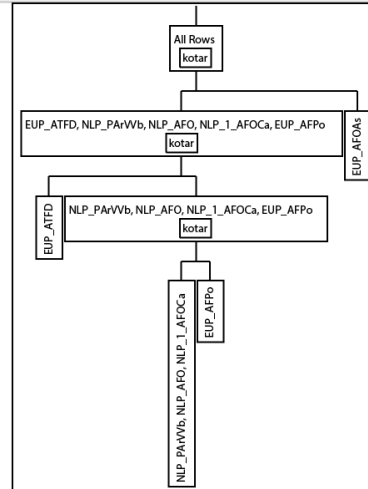 All Rows
kotar
EUP_ATFD, NLP_PArVVb, NLP_AFO, NLP_1_AFOCa, EUP_AFPo
kotar
EUP_AFOAs
EUP_ATFD
NLP_PArVVb, NLP_AFO, NLP_1_AFOCa, EUP_AFPo
kotar
NLP_PArVVb, NLP_AFO, NLP_1_AFOCa
EUP_AFPo